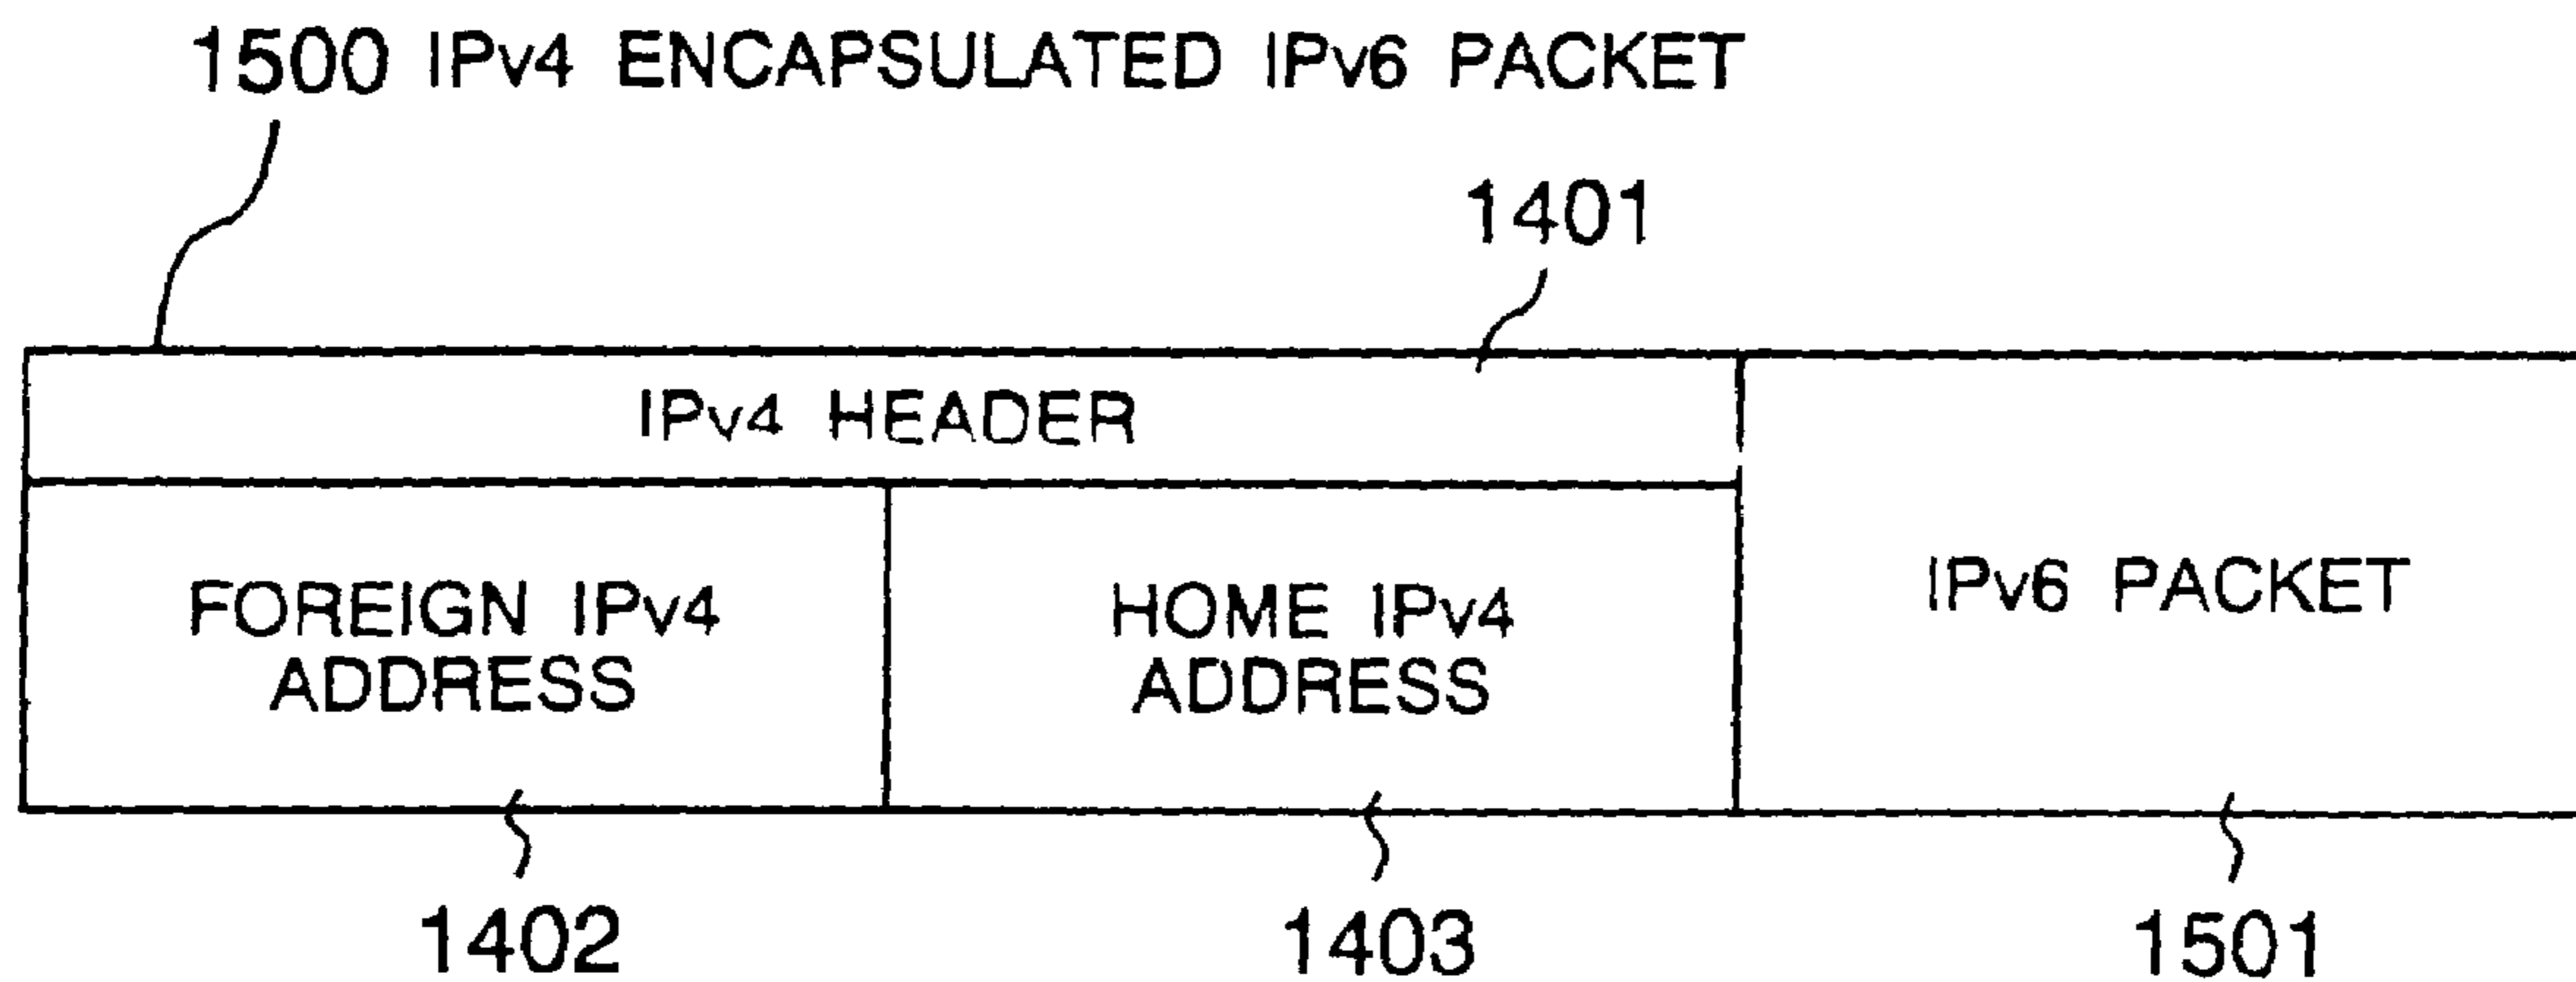 1500 IPv4 ENCAPSULATED IPv6 PACKET
1401
IPv4 HEADER
FOREIGN IPv4
ADDRESS
HOME IPv4
ADDRESS
IPv6 PACKET
1402
1403
1501